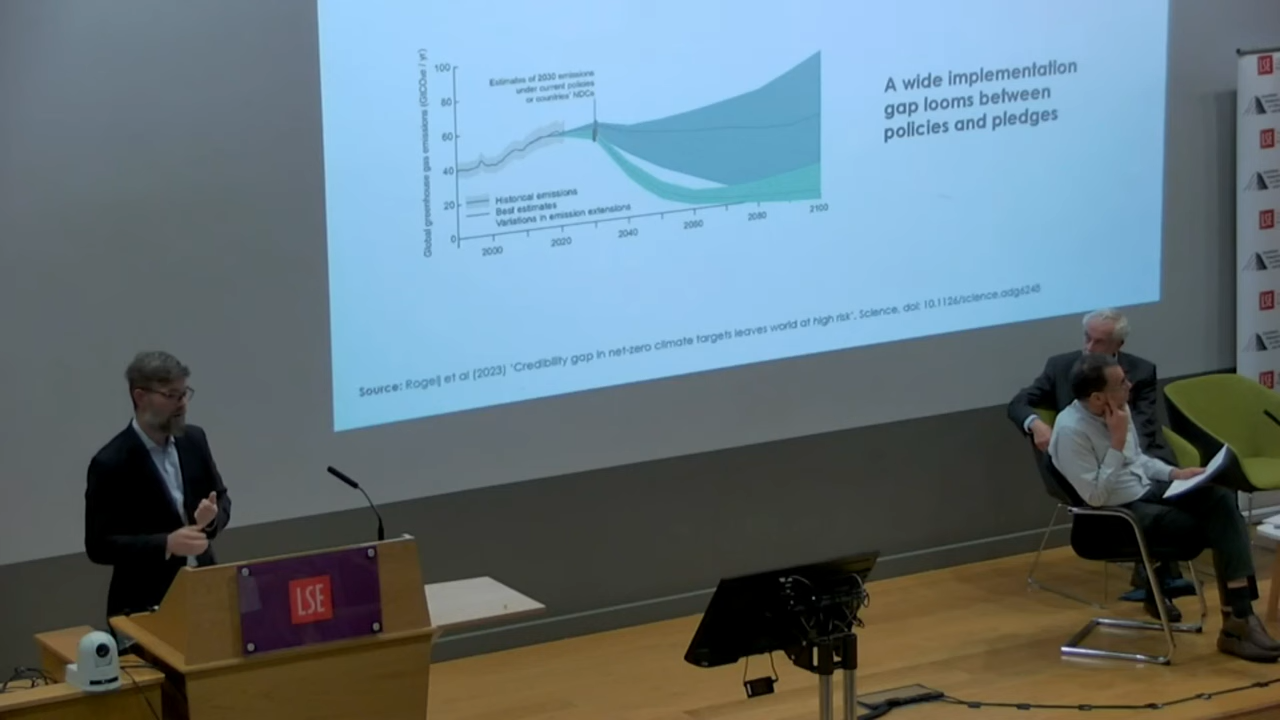 Global greenhouse gas emissions (GtCO₂e / yr)
100
80
60
40
20
0
Estimates of 2030 emissions
under current policies
or countries' NDCs
Historical emissions
Best estimates
Variations in emission extensions
2000
2020
2040
2060
2080
2100
A wide implementation
gap looms between
policies and pledges
Source: Rogelj et al (2023) 'Credibility gap in net-zero climate targets leaves world at high risk', Science, doi: 10.1126/science.adg6248
LSE
LSE
LSE
LSE
LSE
LSE